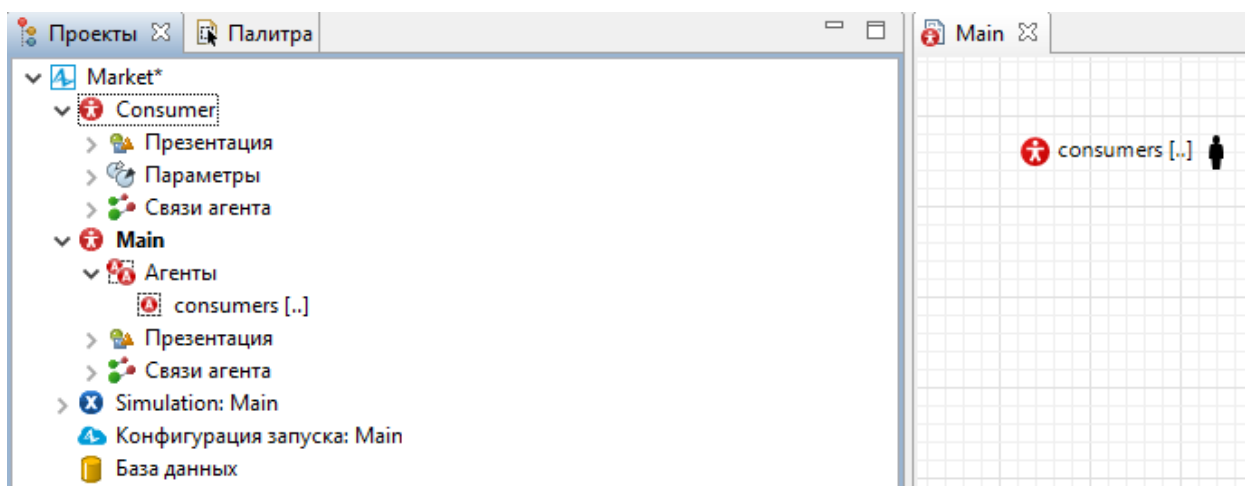 Проекты Палитра Main
Market*
Consumer
Презентация
consumers [..]
Параметры
Связи агента
Main
Агенты
consumers [..]
Презентация
Связи агента
Simulation: Main
Конфигурация запуска: Main
База данных